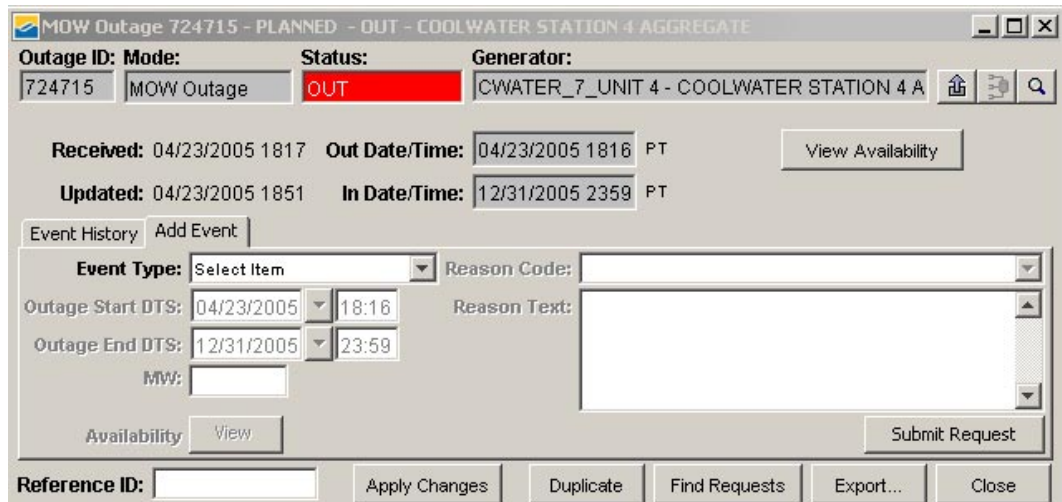 MOW Outage 724715 - PLANNED - OUT - COOLWATER STATION 4 AGGREGATE
Outage ID: Mode: Status: Generator:
724715 MOW Outage OUT CWATER_7_UNIT 4 - COOLWATER STATION 4 A
Received: 04/23/2005 1817 Out Date/Time: 04/23/2005 1816 PT View Availability
Updated: 04/23/2005 1851 In Date/Time: 12/31/2005 2359 PT
Event History Add Event
Event Type: Select Item Reason Code:
Outage Start DTS: 04/23/2005 18:16 Reason Text:
Outage End DTS: 12/31/2005 23:59
MW:
Availability View Submit Request
Reference ID: Apply Changes Duplicate Find Requests Export... Close